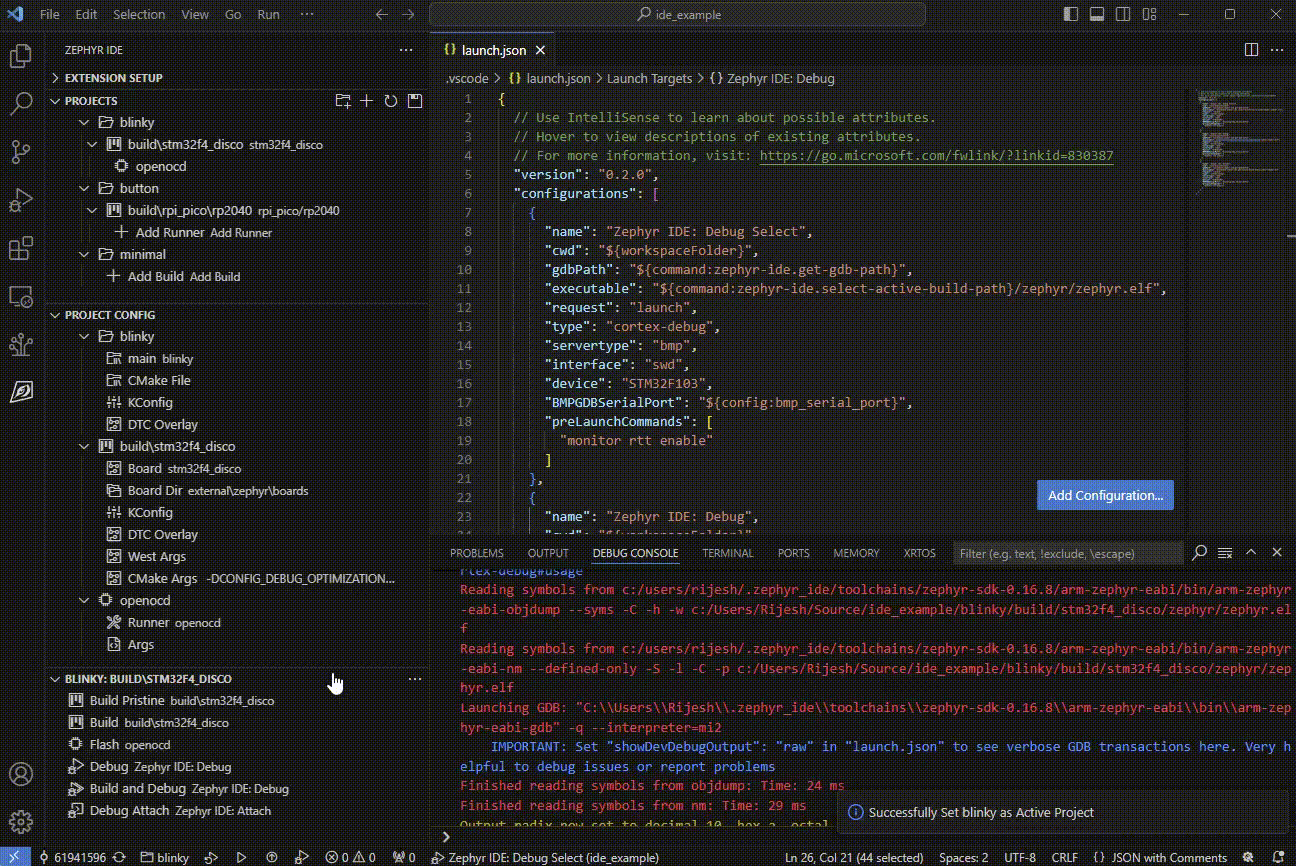 File Edit Selection View Go Run ··· ide_example
ZEPHYR IDE
EXTENSION SETUP
PROJECTS
blinky
build\stm32f4_disco stm32f4_disco
openocd
button
build\rpi_pico\rp2040 rpi_pico/rp2040
Add Runner Add Runner
minimal
Add Build Add Build
PROJECT CONFIG
blinky
main blinky
CMake File
KConfig
DTC Overlay
build\stm32f4_disco
Board stm32f4_disco
Board Dir external\zephyr\boards
KConfig
DTC Overlay
West Args
CMake Args -DCONFIG_DEBUG_OPTIMIZATION...
openocd
Runner openocd
Args
BLINKY: BUILD\STM32F4_DISCO
Build Pristine build\stm32f4_disco
Build build\stm32f4_disco
Flash openocd
Debug Zephyr IDE: Debug
Build and Debug Zephyr IDE: Debug
Debug Attach Zephyr IDE: Attach
{} launch.json
.vscode > {} launch.json > Launch Targets > {} Zephyr IDE: Debug
1 {
2 // Use IntelliSense to learn about possible attributes.
3 // Hover to view descriptions of existing attributes.
4 // For more information, visit: https://go.microsoft.com/fwlink/?linkid=830387
5 "version": "0.2.0",
6 "configurations": [
7 {
8 "name": "Zephyr IDE: Debug Select",
9 "cwd": "${workspaceFolder}",
10 "gdbPath": "${command:zephyr-ide.get-gdb-path}",
11 "executable": "${command:zephyr-ide.select-active-build-path}/zephyr/zephyr.elf",
12 "request": "launch",
13 "type": "cortex-debug",
14 "servertype": "bmp",
15 "interface": "swd",
16 "device": "STM32F103",
17 "BMPGDBSerialPort": "${config:bmp_serial_port}",
18 "preLaunchCommands": [
19 "monitor rtt enable"
20 ]
21 },
22 {
23 "name": "Zephyr IDE: Debug",
24 "cwd": "${workspaceFolder}"
Add Configuration...
PROBLEMS OUTPUT DEBUG CONSOLE TERMINAL PORTS MEMORY XRTOS Filter (e.g. text, !exclude, \escape)
rtex-debug#usage
Reading symbols from c:/users/rijesh/.zephyr_ide/toolchains/zephyr-sdk-0.16.8/arm-zephyr-eabi/bin/arm-zephyr
-eabi-objdump --syms -C -h -w c:/Users/Rijesh/Source/ide_example/blinky/build/stm32f4_disco/zephyr/zephyr.el
f
Reading symbols from c:/users/rijesh/.zephyr_ide/toolchains/zephyr-sdk-0.16.8/arm-zephyr-eabi/bin/arm-zephyr
-eabi-nm --defined-only -S -l -C -p c:/Users/Rijesh/Source/ide_example/blinky/build/stm32f4_disco/zephyr/zep
hyr.elf
Launching GDB: "C:\\Users\\Rijesh\\.zephyr_ide\\toolchains\\zephyr-sdk-0.16.8\\arm-zephyr-eabi\\bin\\arm-zep
hyr-eabi-gdb" -q --interpreter=mi2
IMPORTANT: Set "showDevDebugOutput": "raw" in "launch.json" to see verbose GDB transactions here. Very h
elpful to debug issues or report problems
Finished reading symbols from objdump: Time: 24 ms
Finished reading symbols from nm: Time: 29 ms
Output radix now set to decimal 10, hex a, octal
Successfully Set blinky as Active Project
61941596 blinky 0 0 0 Zephyr IDE: Debug Select (ide_example) Ln 26, Col 21 (44 selected) Spaces: 2 UTF-8 CRLF {} JSON with Comments